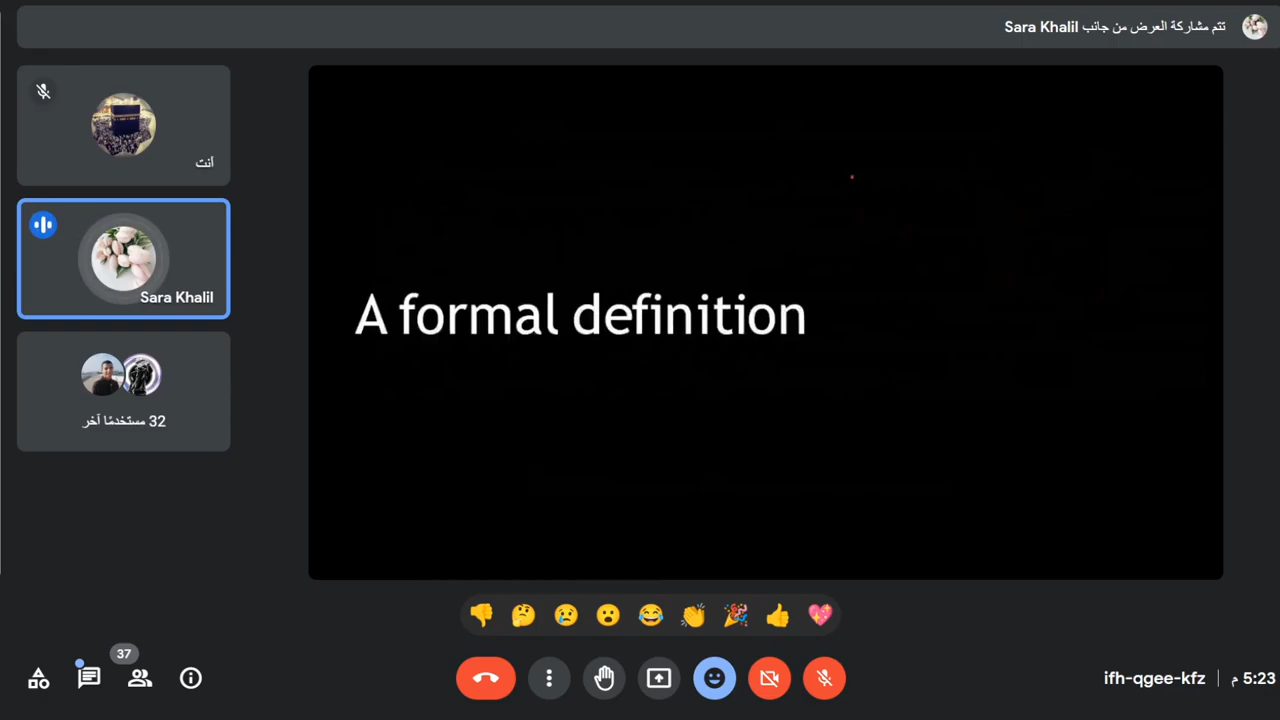 تتم مشاركة العرض من جانب Sara Khalil
أنت
Sara Khalil
32 مستخدمًا آخر
A formal definition
37
ifh-qgee-kfz
5:23 م